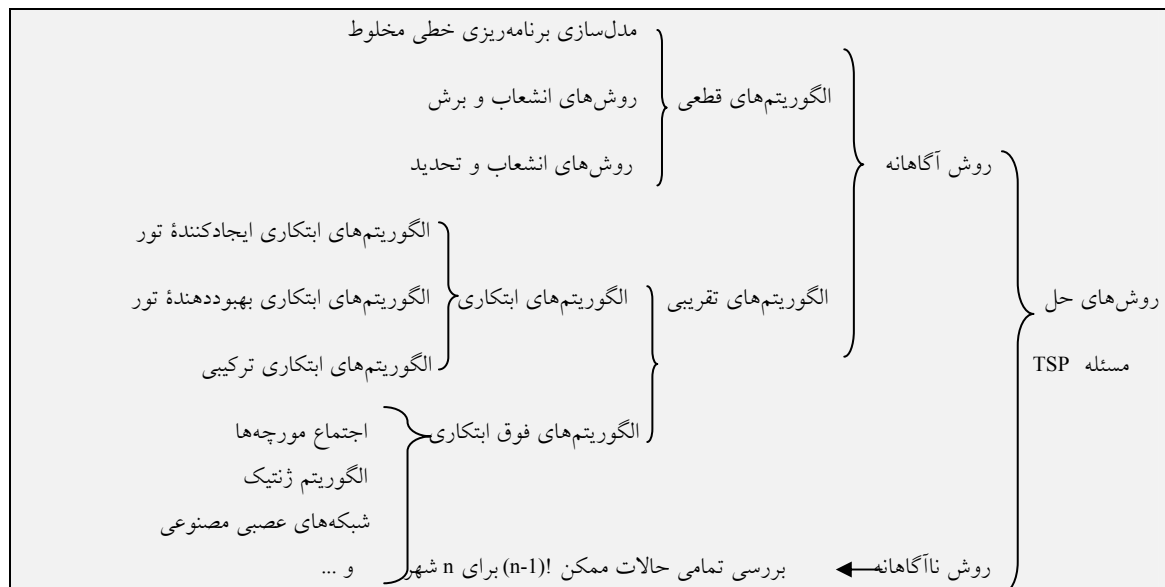 مدل‌سازی برنامه‌ریزی خطی مخلوط
الگوریتم‌های قطعی
روش‌های انشعاب و برش
روش آگاهانه
روش‌های انشعاب و تحدید
الگوریتم‌های ابتکاری ایجادکنندهٔ تور
روش‌های حل
الگوریتم‌های تقریبی
الگوریتم‌های ابتکاری
الگوریتم‌های ابتکاری بهبوددهندهٔ تور
مسئله TSP
الگوریتم‌های ابتکاری ترکیبی
الگوریتم‌های فوق ابتکاری
اجتماع مورچه‌ها
الگوریتم ژنتیک
شبکه‌های عصبی مصنوعی
روش ناآگاهانه
بررسی تمامی حالات ممکن !(n-1) برای n شهر
و ...